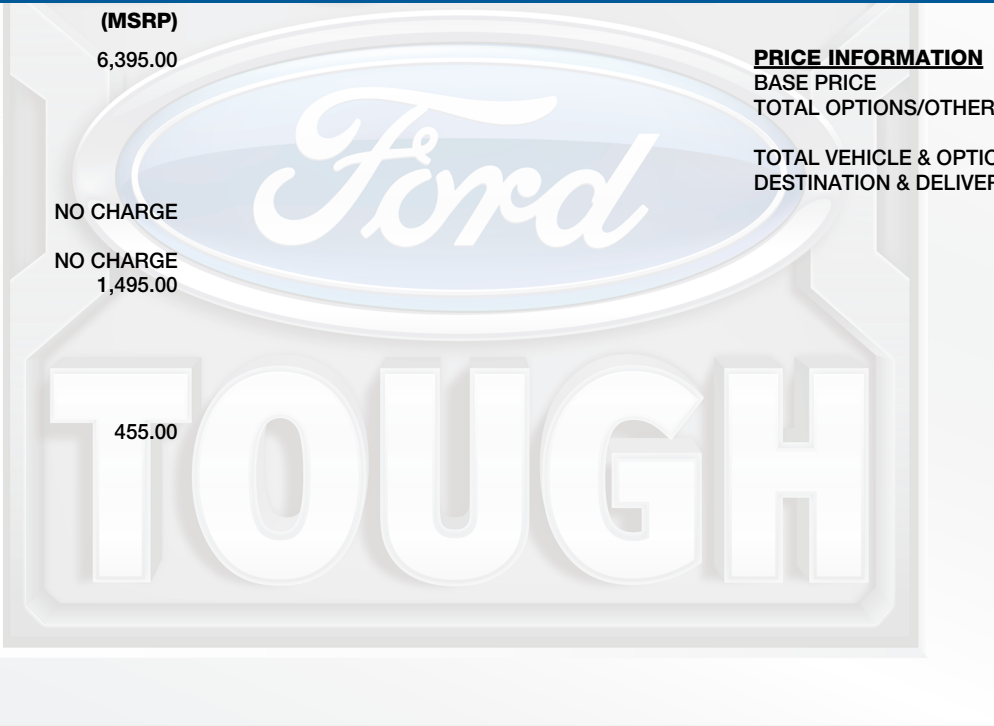 (MSRP)
6,395.00
NO CHARGE
NO CHARGE
1,495.00
455.00
PRICE INFORMATION
BASE PRICE
TOTAL OPTIONS/OTHER
TOTAL VEHICLE & OPTIO
DESTINATION & DELIVER
Ford
TOUGH